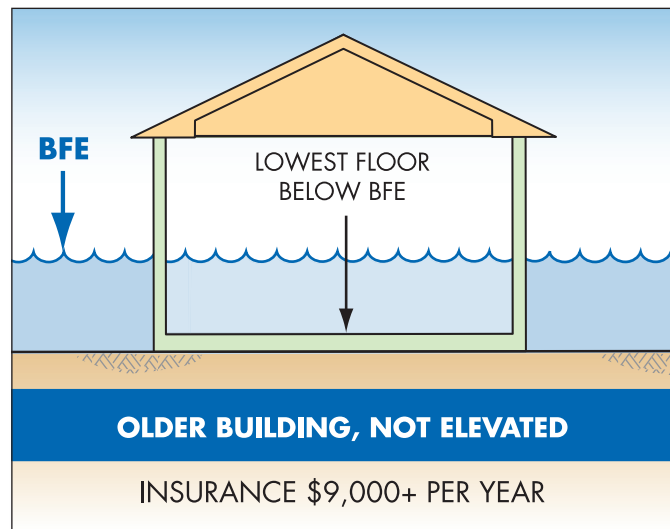 BFE
LOWEST FLOOR
BELOW BFE
OLDER BUILDING, NOT ELEVATED
INSURANCE $9,000+ PER YEAR